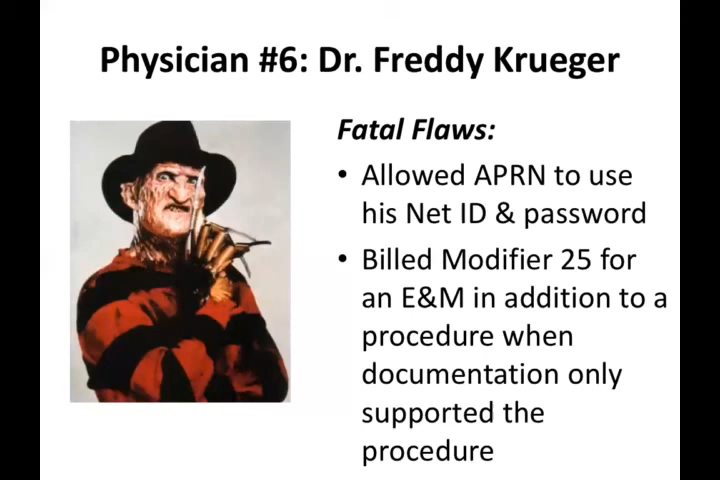 Physician #6: Dr. Freddy Krueger
Fatal Flaws:
• Allowed APRN to use
his Net ID & password
• Billed Modifier 25 for
an E&M in addition to a
procedure when
documentation only
supported the
procedure